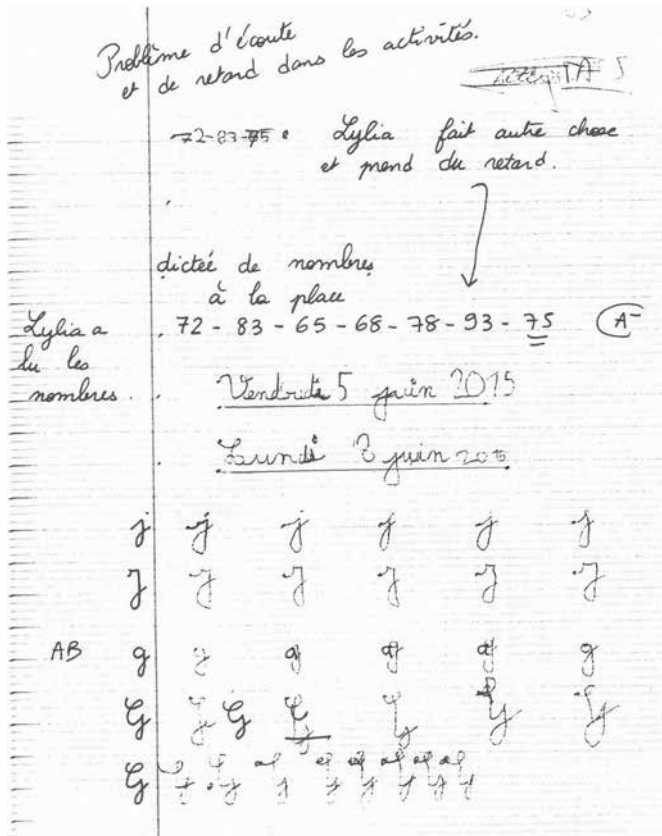 Problème d'écoute
et de retard dans les activités.
72-83-75 : Lylia fait autre chose
et prend du retard.
dictée de nombres
à la place
Lylia a
lu les
nombres.
72 - 83 - 65 - 68 - 78 - 93 - 75 A-
Vendredi 5 juin 2015
Lundi 8 juin 2015
j j j j j j
J J J J J J
AB g g g g g g
G G G G G G G
G G G G G G G G G